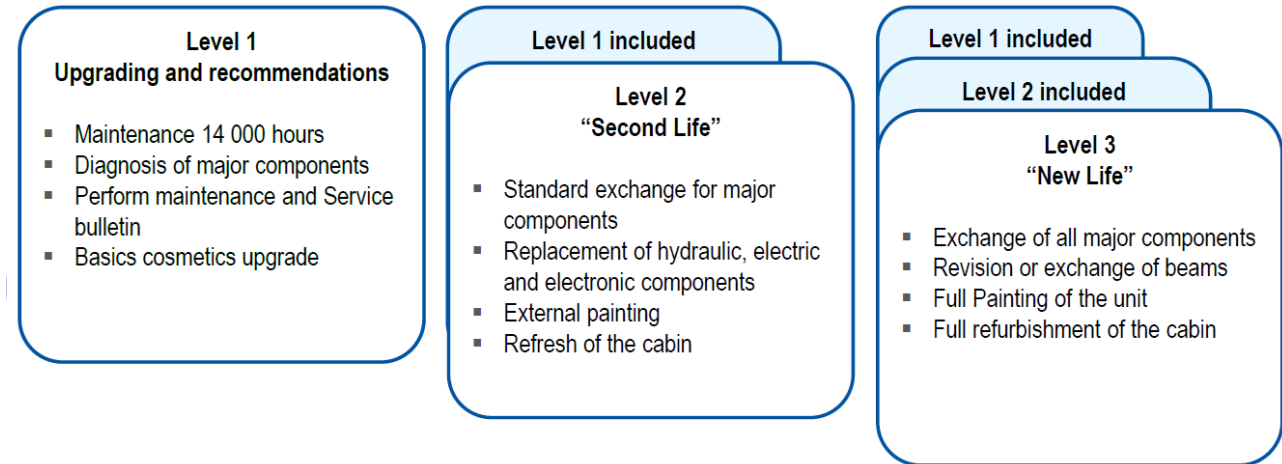 Level 1
Upgrading and recommendations
▪ Maintenance 14 000 hours
▪ Diagnosis of major components
▪ Perform maintenance and Service
bulletin
▪ Basics cosmetics upgrade
Level 1 included
Level 2
“Second Life”
▪ Standard exchange for major
components
▪ Replacement of hydraulic, electric
and electronic components
▪ External painting
▪ Refresh of the cabin
Level 1 included
Level 2 included
Level 3
“New Life”
▪ Exchange of all major components
▪ Revision or exchange of beams
▪ Full Painting of the unit
▪ Full refurbishment of the cabin